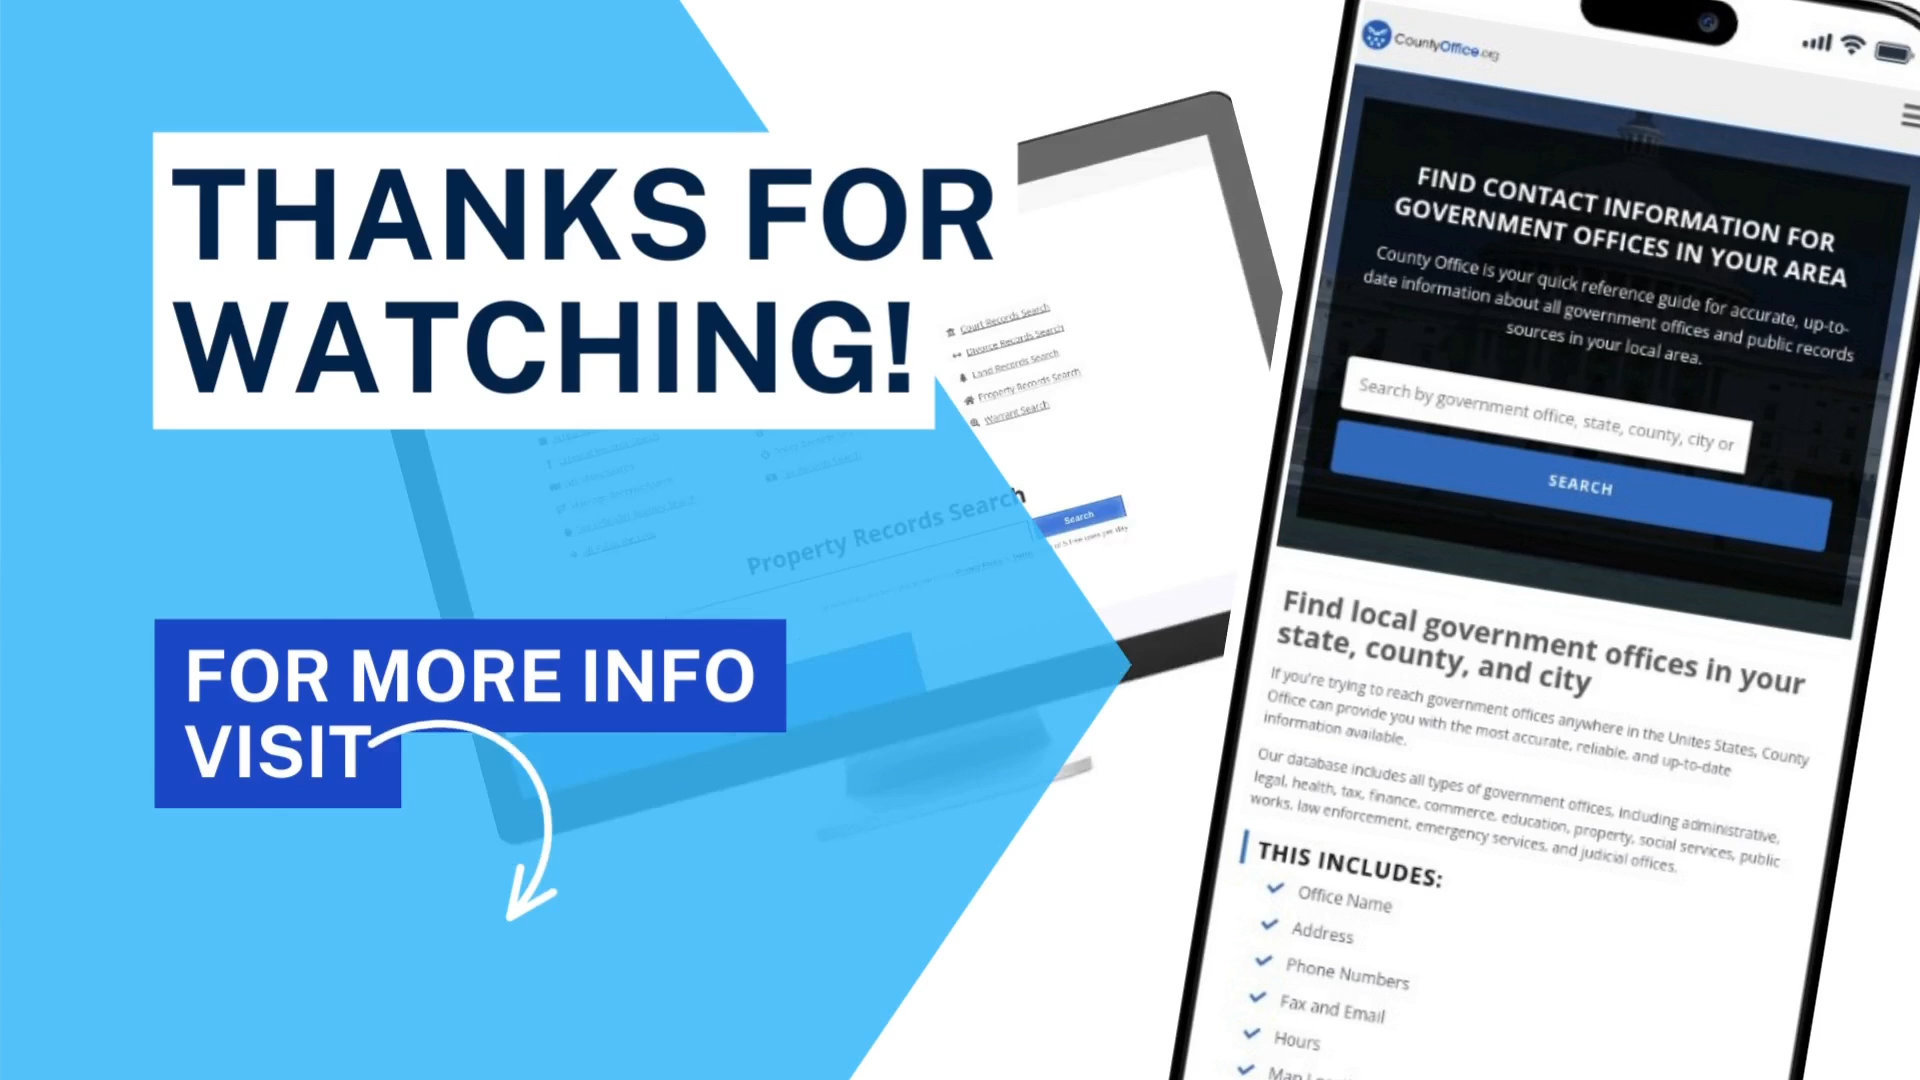 THANKS FOR
WATCHING!
FOR MORE INFO
VISIT
Court Records Search
Divorce Records Search
Land Records Search
Property Records Search
Warrant Search
Property Records Search
Search
CountyOffice.org
FIND CONTACT INFORMATION FOR
GOVERNMENT OFFICES IN YOUR AREA
County Office is your quick reference guide for accurate, up-to-
date information about all government offices and public records
sources in your local area.
Search by government office, state, county, city or
SEARCH
Find local government offices in your
state, county, and city
If you're trying to reach government offices anywhere in the Unites States, County
Office can provide you with the most accurate, reliable, and up-to-date
information available.
Our database includes all types of government offices, including administrative,
legal, health, tax, finance, commerce, education, property, social services, public
works, law enforcement, emergency services, and judicial offices.
THIS INCLUDES:
Office Name
Address
Phone Numbers
Fax and Email
Hours